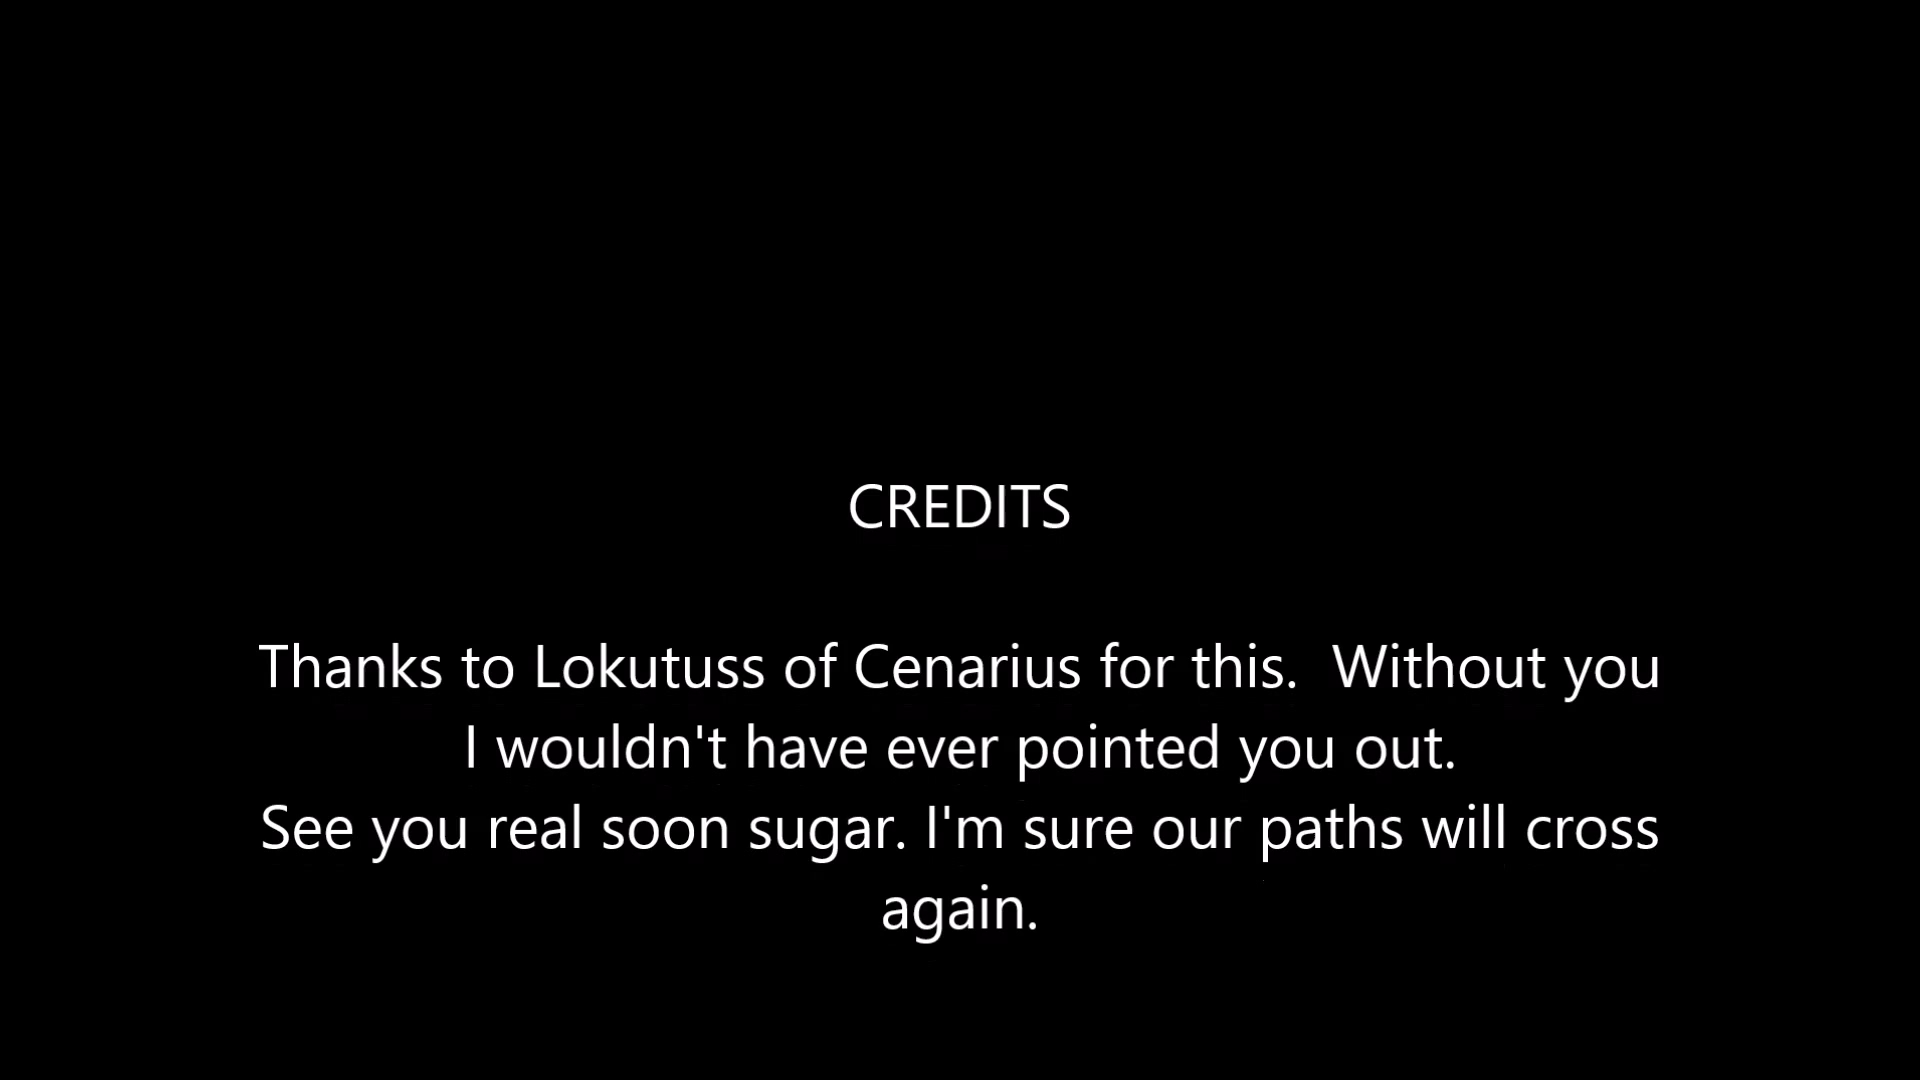 CREDITS
Thanks to Lokutuss of Cenarius for this.  Without you
I wouldn't have ever pointed you out.
See you real soon sugar. I'm sure our paths will cross
again.